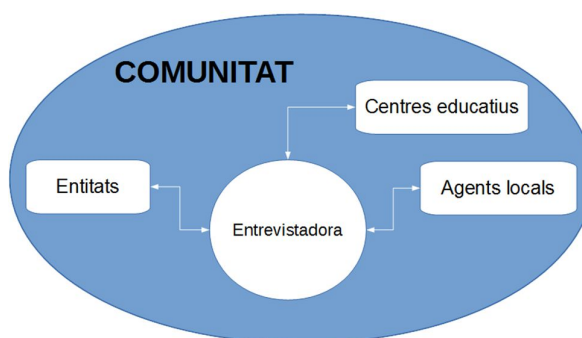 COMUNITAT
Centres educatius
Entitats
Agents locals
Entrevistadora